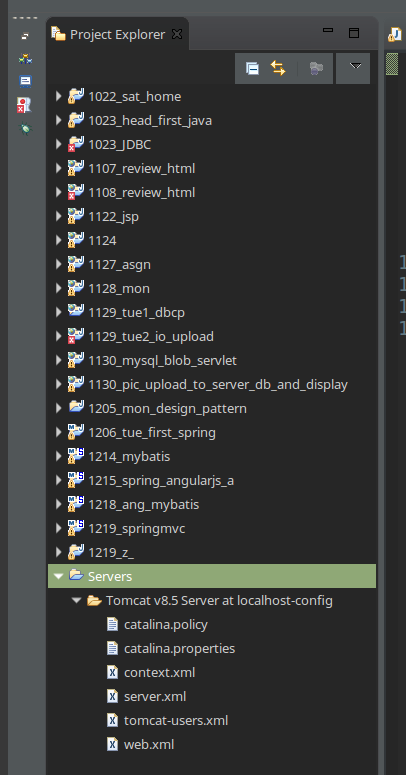 Project Explorer
1022_sat_home
1023_head_first_java
1023_JDBC
1107_review_html
1108_review_html
1122_jsp
1124
1127_asgn
1128_mon
1129_tue1_dbcp
1129_tue2_io_upload
1130_mysql_blob_servlet
1130_pic_upload_to_server_db_and_display
1205_mon_design_pattern
1206_tue_first_spring
1214_mybatis
1215_spring_angularjs_a
1218_ang_mybatis
1219_springmvc
1219_z_
Servers
Tomcat v8.5 Server at localhost-config
catalina.policy
catalina.properties
context.xml
server.xml
tomcat-users.xml
web.xml